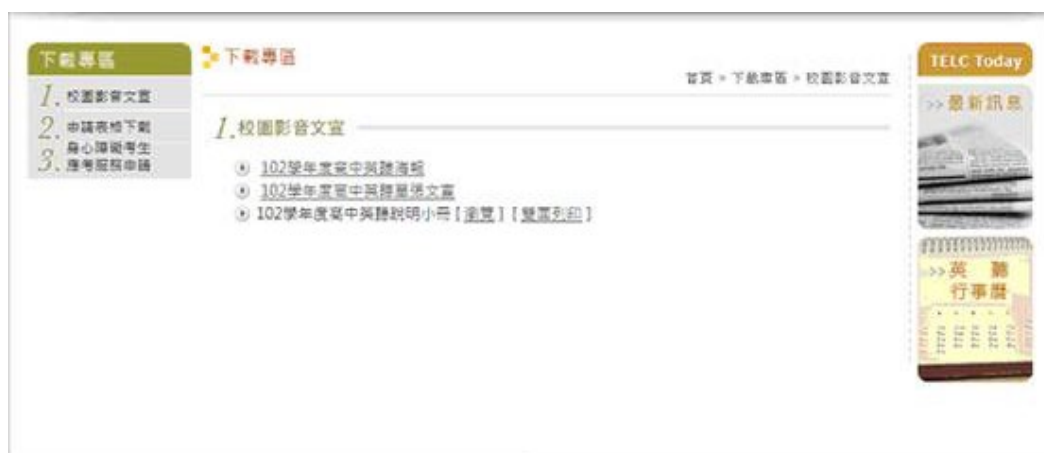 下載專區
1. 校園影音文宣
2. 申請表格下載
3. 身心障礙考生
應考服務申請
下載專區
首頁 > 下載專區 > 校園影音文宣
1. 校園影音文宣
102學年度高中英聽海報
102學年度高中英聽單張文宣
102學年度高中英聽說明小冊 [ 瀏覽 ] [ 雙面列印 ]
TELC Today
>> 最新訊息
>> 英 聽
行事曆